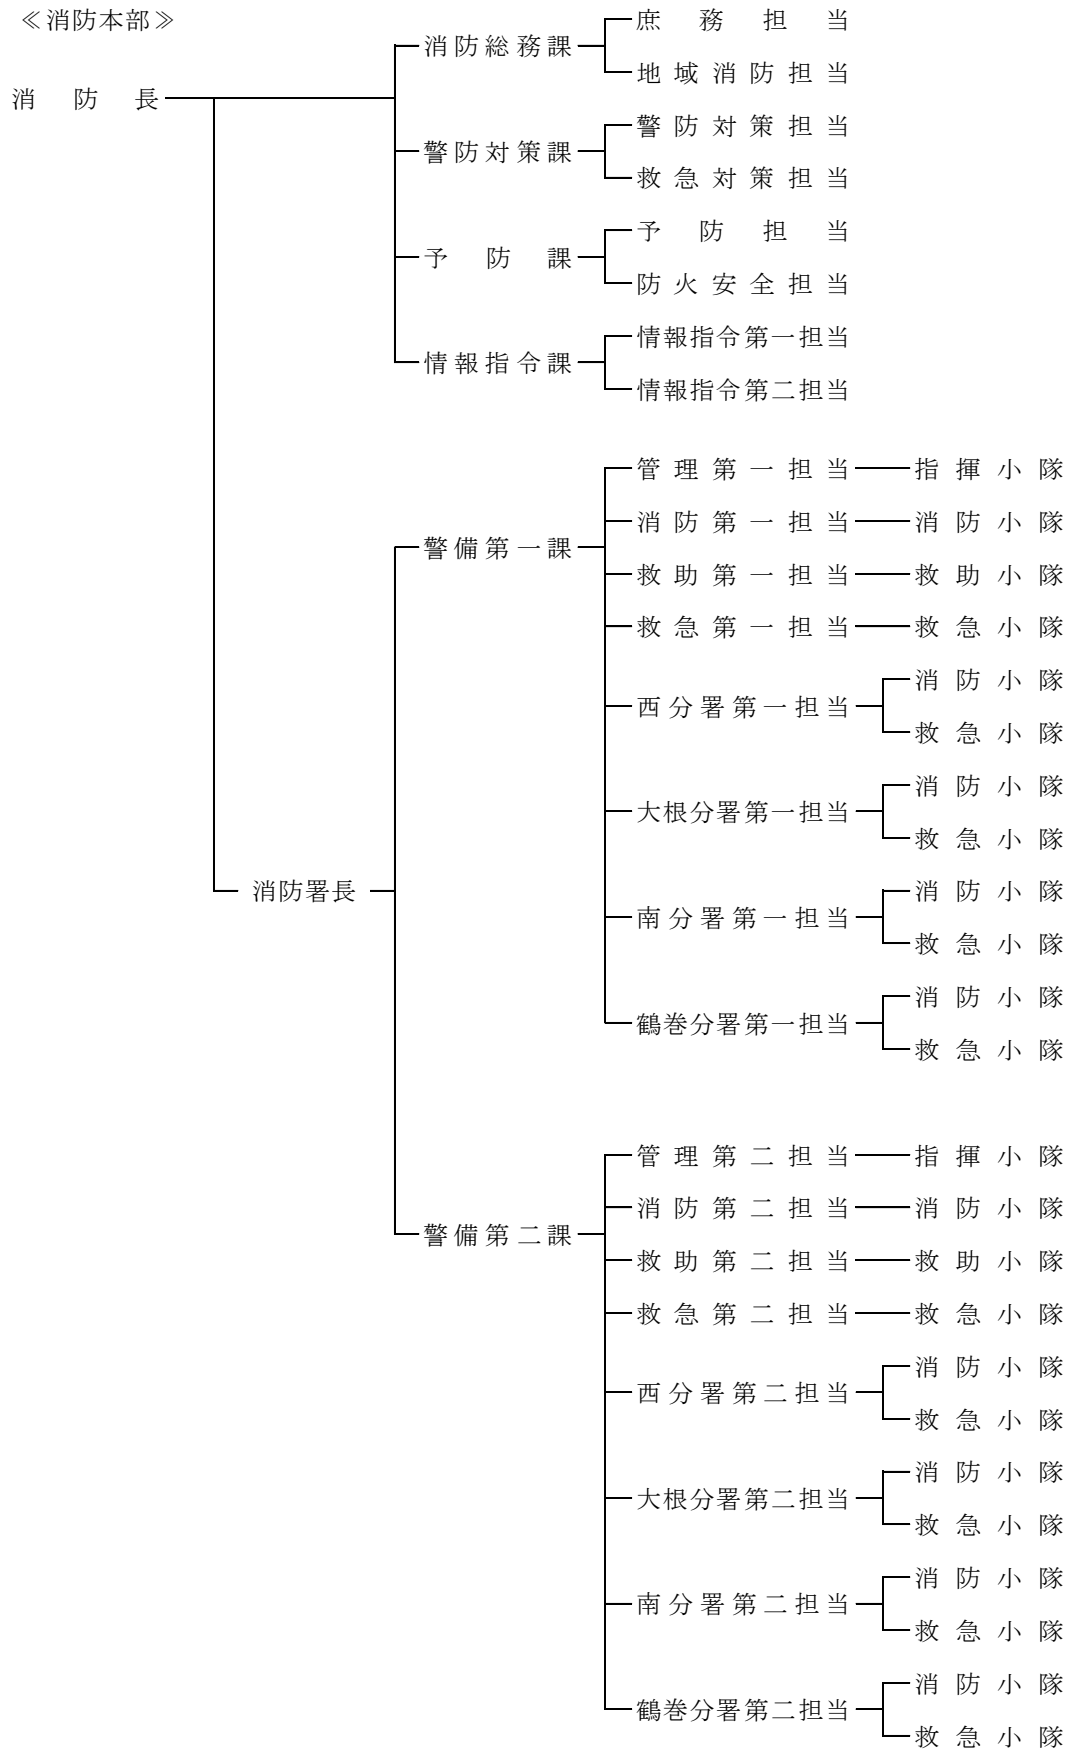 ≪消防本部≫
庶務担当
消防総務課
地域消防担当
消防長
警防対策担当
警防対策課
救急対策担当
予防担当
予防課
防火安全担当
情報指令第一担当
情報指令課
情報指令第二担当
管理第一担当 指揮小隊
消防第一担当 消防小隊
警備第一課
救助第一担当 救助小隊
救急第一担当 救急小隊
消防小隊
西分署第一担当
救急小隊
消防小隊
大根分署第一担当
救急小隊
消防署長
消防小隊
南分署第一担当
救急小隊
消防小隊
鶴巻分署第一担当
救急小隊
管理第二担当 指揮小隊
消防第二担当 消防小隊
警備第二課
救助第二担当 救助小隊
救急第二担当 救急小隊
消防小隊
西分署第二担当
救急小隊
消防小隊
大根分署第二担当
救急小隊
消防小隊
南分署第二担当
救急小隊
消防小隊
鶴巻分署第二担当
救急小隊